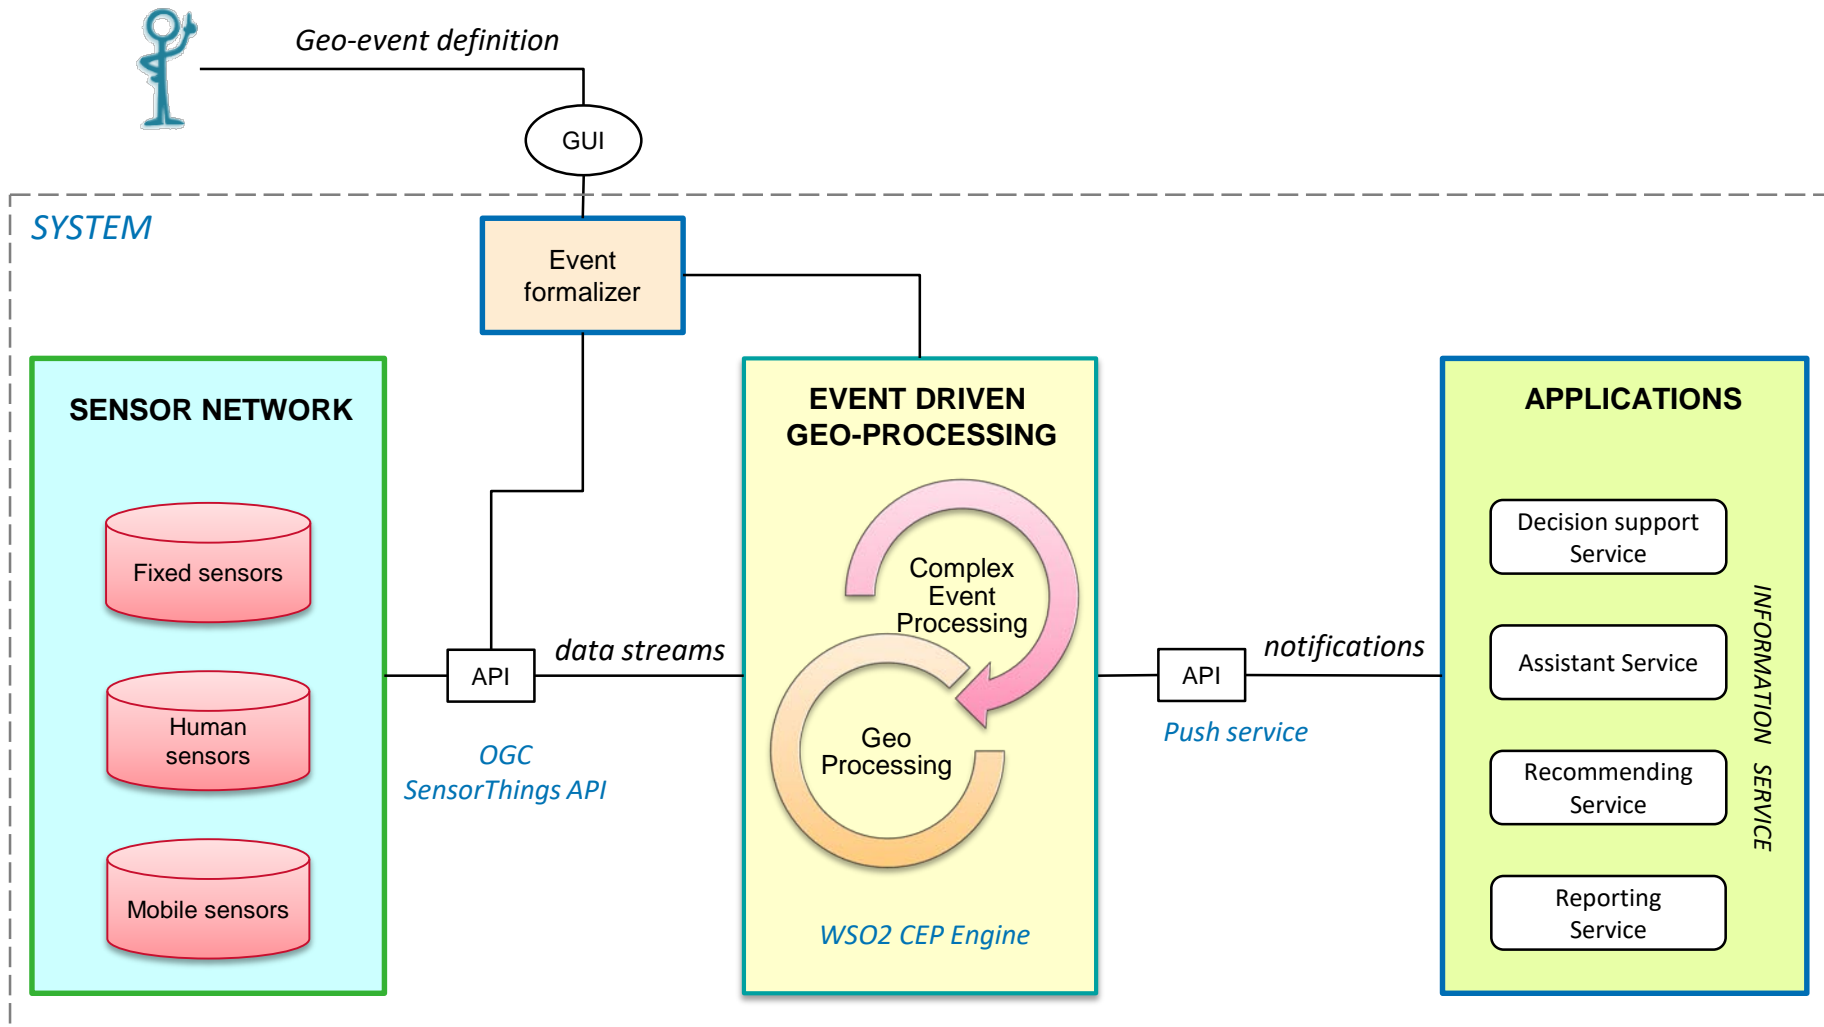 Geo-event definition
GUI
SYSTEM
Event
formalizer
SENSOR NETWORK
Fixed sensors
Human
sensors
Mobile sensors
API
data streams
OGC
SensorThings API
EVENT DRIVEN
GEO-PROCESSING
Complex
Event
Processing
Geo
Processing
WSO2 CEP Engine
API
notifications
Push service
APPLICATIONS
Decision support
Service
Assistant Service
Recommending
Service
Reporting
Service
INFORMATION SERVICE